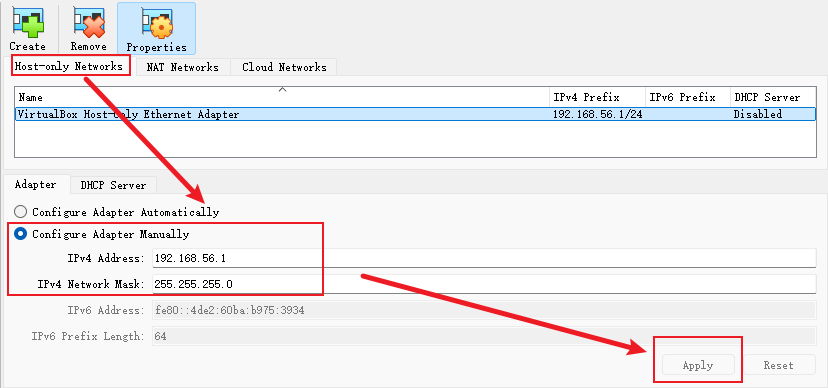 Create Remove Properties
Host-only Networks NAT Networks Cloud Networks
Name IPv4 Prefix IPv6 Prefix DHCP Server
VirtualBox Host-Only Ethernet Adapter 192.168.56.1/24 Disabled
Adapter DHCP Server
Configure Adapter Automatically
Configure Adapter Manually
IPv4 Address: 192.168.56.1
IPv4 Network Mask: 255.255.255.0
IPv6 Address: fe80::4de2:60ba:b975:3934
IPv6 Prefix Length: 64
Apply Reset